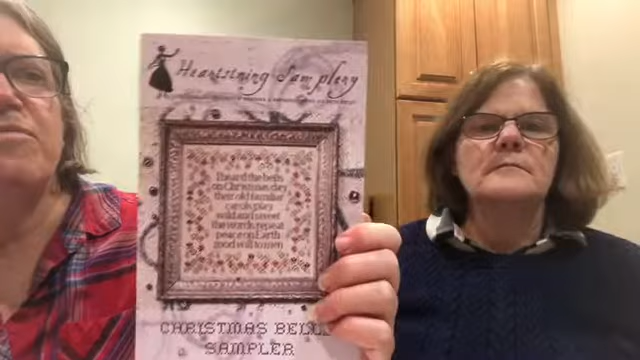 Heartstring Samplery
I heard the bells
on Christmas day
their old familiar
carols play
wild and sweet
the words repeat
peace on Earth
good will to men
CHRISTMAS BELLS
SAMPLER